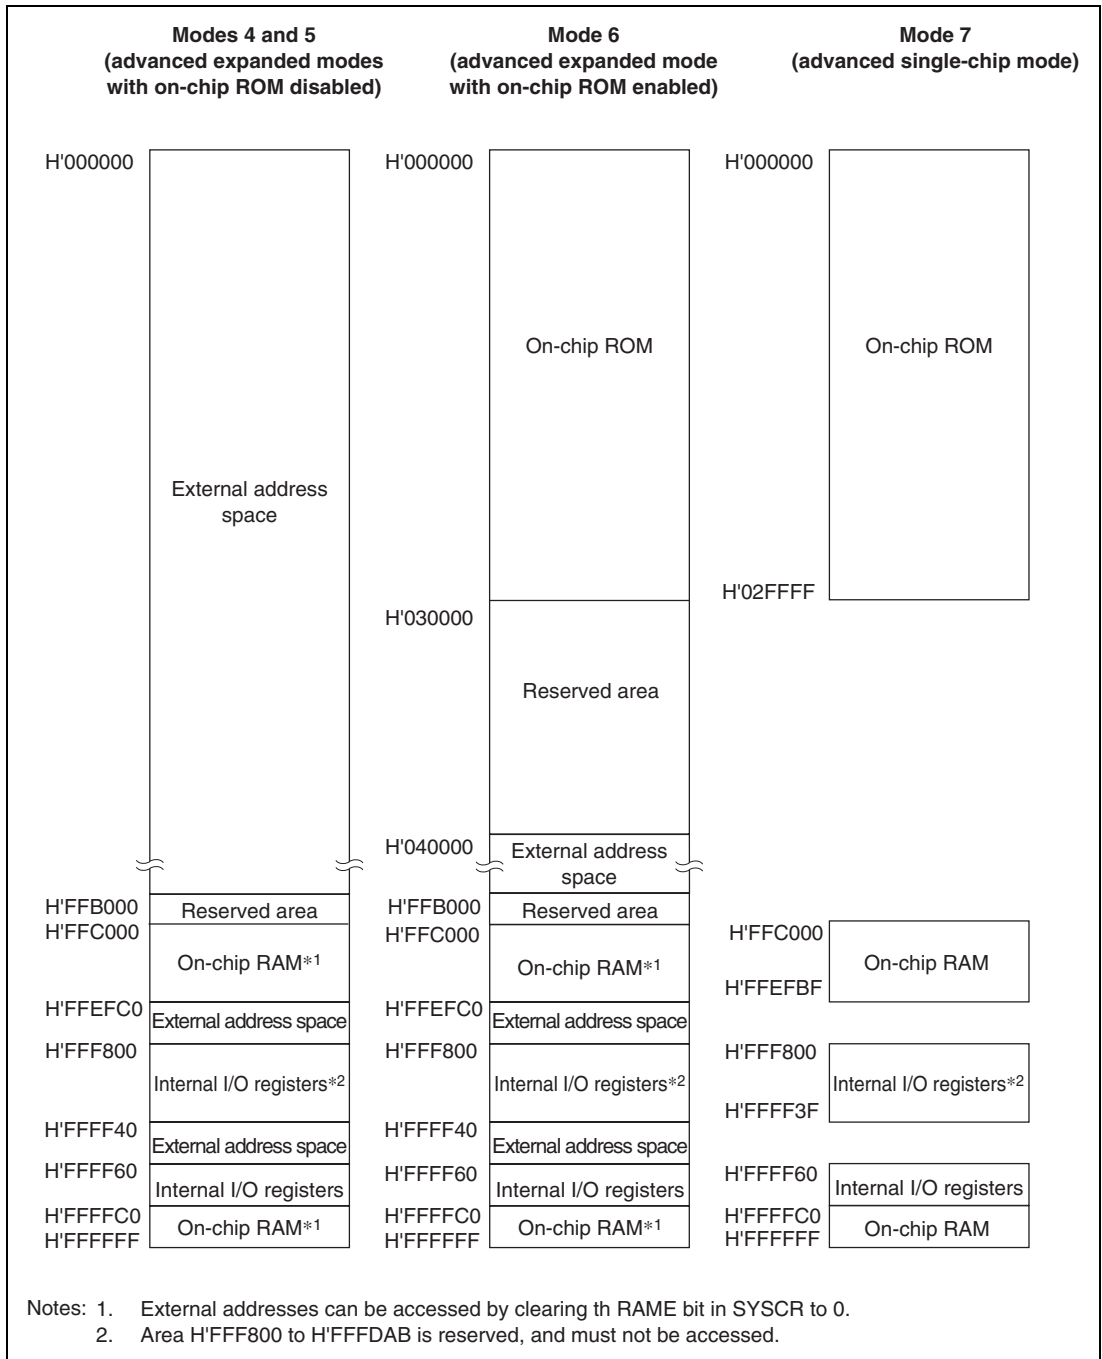 Modes 4 and 5
(advanced expanded modes
with on-chip ROM disabled)
Mode 6
(advanced expanded mode
with on-chip ROM enabled)
Mode 7
(advanced single-chip mode)
H'000000
External address
space
H'FFB000
Reserved area
H'FFC000
On-chip RAM*1
H'FFEFC0
External address space
H'FFF800
Internal I/O registers*2
H'FFFF40
External address space
H'FFFF60
Internal I/O registers
H'FFFFC0
On-chip RAM*1
H'FFFFFF
H'000000
On-chip ROM
H'030000
Reserved area
H'040000
External address
space
H'FFB000
Reserved area
H'FFC000
On-chip RAM*1
H'FFEFC0
External address space
H'FFF800
Internal I/O registers*2
H'FFFF40
External address space
H'FFFF60
Internal I/O registers
H'FFFFC0
On-chip RAM*1
H'FFFFFF
H'000000
On-chip ROM
H'02FFFF
H'FFC000
On-chip RAM
H'FFEFBF
H'FFF800
Internal I/O registers*2
H'FFFF3F
H'FFFF60
Internal I/O registers
H'FFFFC0
On-chip RAM
H'FFFFFF
Notes: 1. External addresses can be accessed by clearing th RAME bit in SYSCR to 0.
2. Area H'FFF800 to H'FFFDAB is reserved, and must not be accessed.